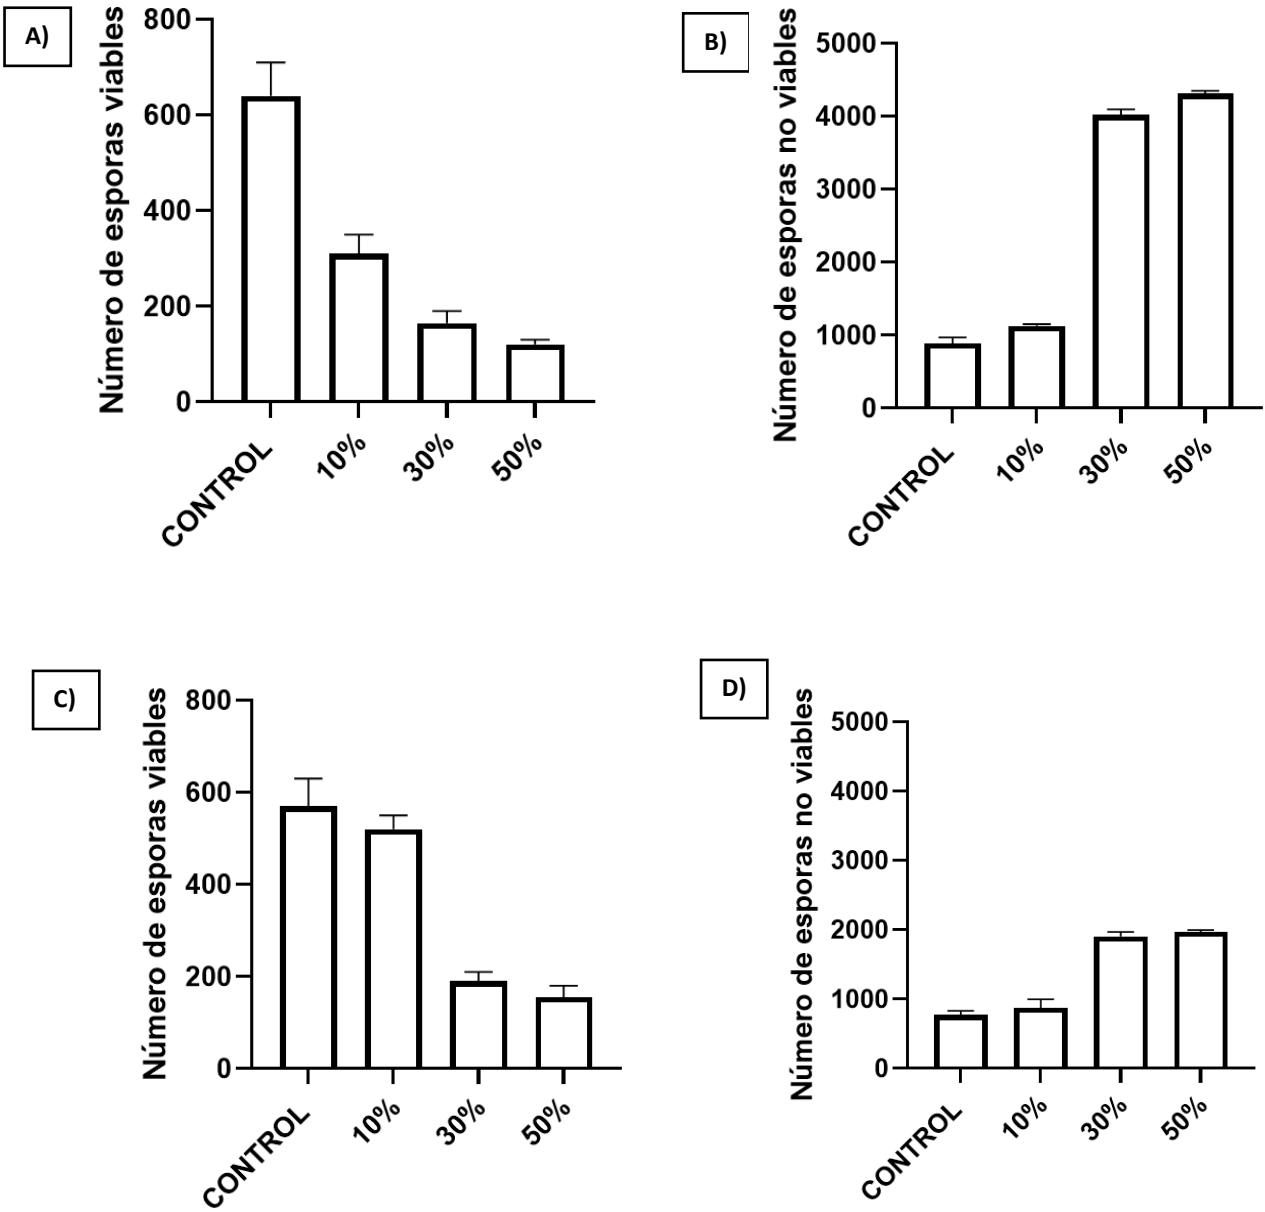 A)
Número de esporas viables
800
600
400
200
0
CONTROL
10%
30%
50%
B)
Número de esporas no viables
5000
4000
3000
2000
1000
0
CONTROL
10%
30%
50%
C)
Número de esporas viables
800
600
400
200
0
CONTROL
10%
30%
50%
D)
Número de esporas no viables
5000
4000
3000
2000
1000
0
CONTROL
10%
30%
50%